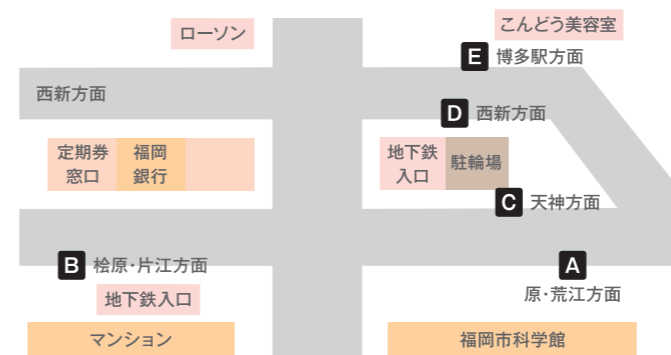 ローソン
こんどう美容室
E 博多駅方面
西新方面
D 西新方面
定期券
窓口
福岡
銀行
地下鉄
入口
駐輪場
C 天神方面
B 桧原・片江方面
A
原・荒江方面
地下鉄入口
マンション
福岡市科学館